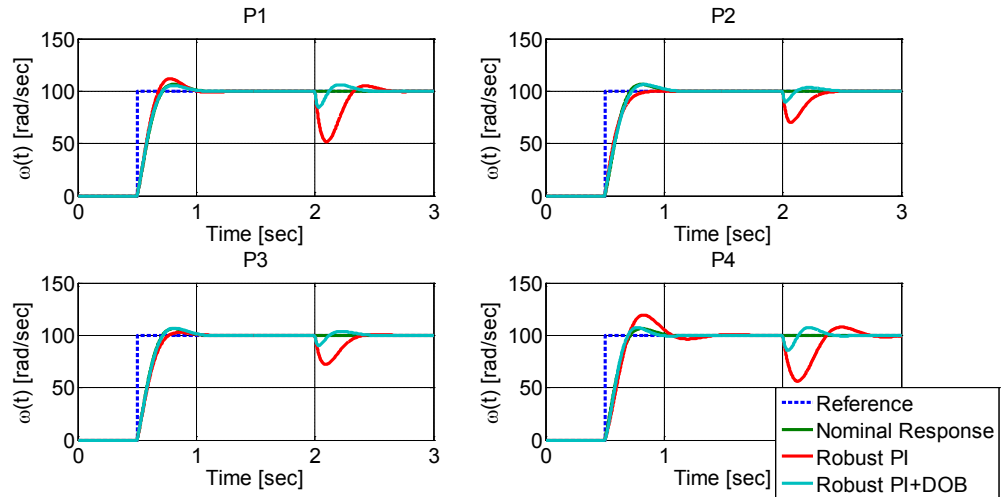 P1
150
100
50
0
ω(t) [rad/sec]
0 1 2 3
Time [sec]
P2
150
100
50
0
ω(t) [rad/sec]
0 1 2 3
Time [sec]
P3
150
100
50
0
ω(t) [rad/sec]
0 1 2 3
Time [sec]
P4
150
100
50
0
ω(t) [rad/sec]
0 1
Time [sec]
Reference
Nominal Response
Robust PI
Robust PI+DOB